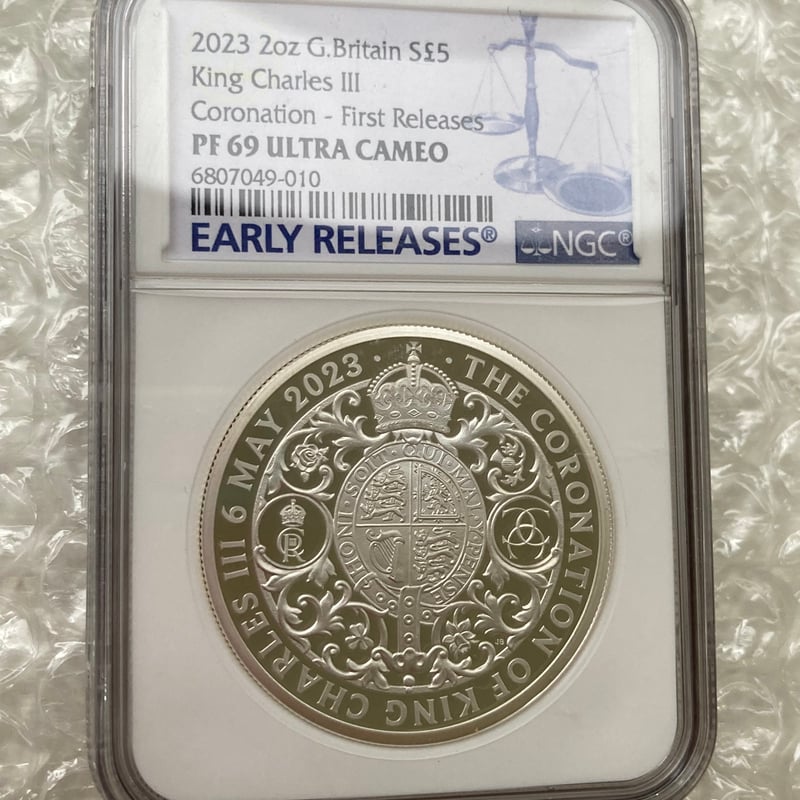 2023 2oz G.Britain S£5
King Charles III
Coronation - First Releases
PF 69 ULTRA CAMEO
6807049-010
EARLY RELEASES®
NGC®
THE CORONATION OF KING CHARLES III 6 MAY 2023
HONI · SOIT · QUI · MAL · Y · PENSE
JB